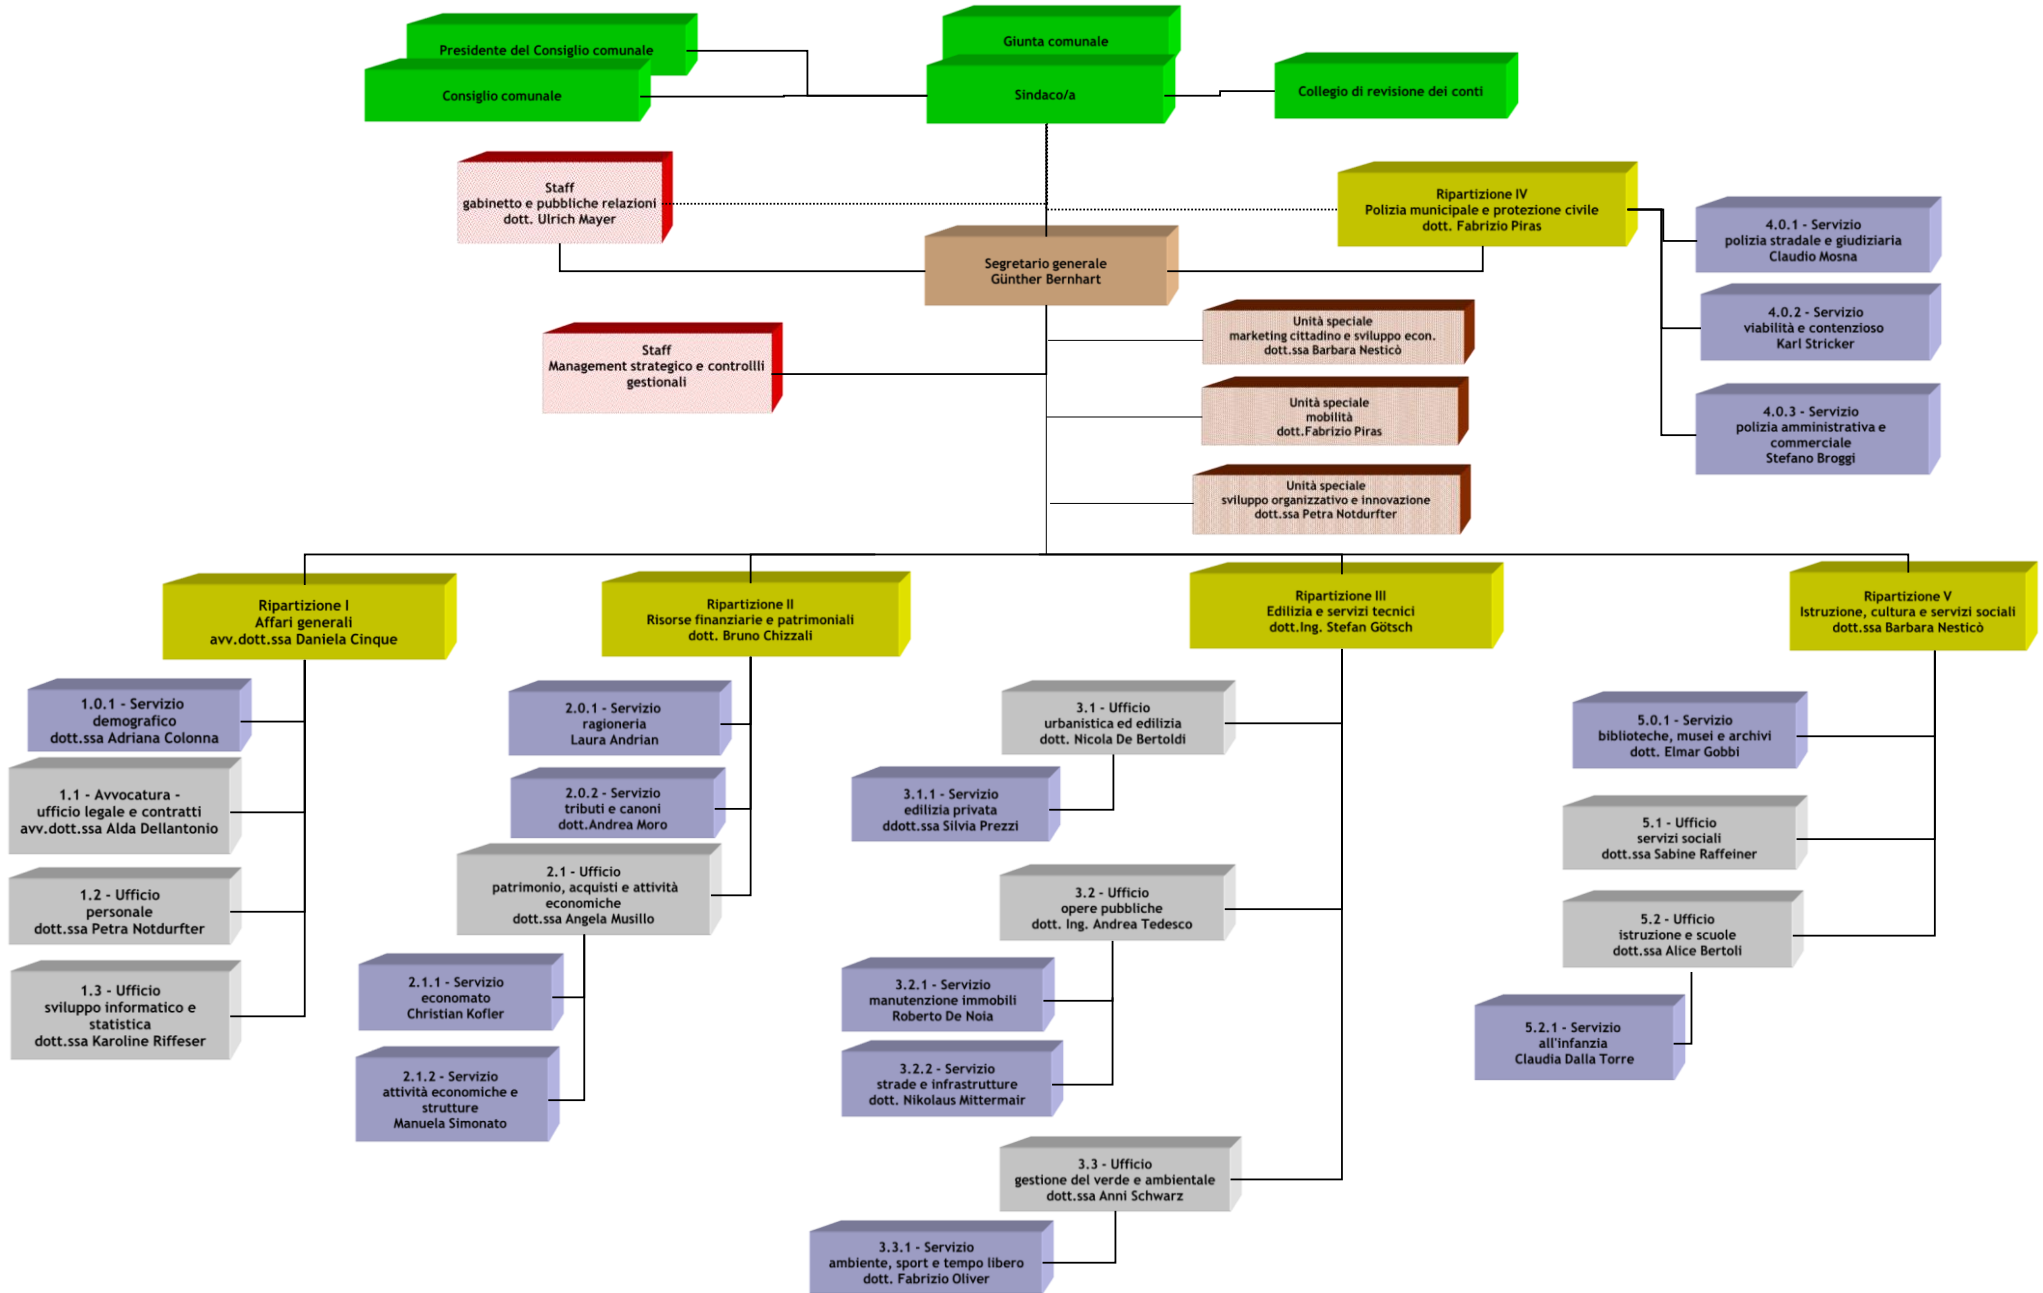 Presidente del Consiglio comunale
Consiglio comunale
Giunta comunale
Sindaco/a
Collegio di revisione dei conti
Staff
gabinetto e pubbliche relazioni
dott. Ulrich Mayer
Ripartizione IV
Polizia municipale e protezione civile
dott. Fabrizio Piras
4.0.1 - Servizio
polizia stradale e giudiziaria
Claudio Mosna
4.0.2 - Servizio
viabilità e contenzioso
Karl Stricker
4.0.3 - Servizio
polizia amministrativa e
commerciale
Stefano Broggi
Segretario generale
Günther Bernhart
Staff
Management strategico e controllli
gestionali
Unità speciale
marketing cittadino e sviluppo econ.
dott.ssa Barbara Nesticò
Unità speciale
mobilità
dott.Fabrizio Piras
Unità speciale
sviluppo organizzativo e innovazione
dott.ssa Petra Notdurfter
Ripartizione I
Affari generali
avv.dott.ssa Daniela Cinque
1.0.1 - Servizio
demografico
dott.ssa Adriana Colonna
1.1 - Avvocatura -
ufficio legale e contratti
avv.dott.ssa Alda Dellantonio
1.2 - Ufficio
personale
dott.ssa Petra Notdurfter
1.3 - Ufficio
sviluppo informatico e
statistica
dott.ssa Karoline Riffeser
Ripartizione II
Risorse finanziarie e patrimoniali
dott. Bruno Chizzali
2.0.1 - Servizio
ragioneria
Laura Andrian
2.0.2 - Servizio
tributi e canoni
dott.Andrea Moro
2.1 - Ufficio
patrimonio, acquisti e attività
economiche
dott.ssa Angela Musillo
2.1.1 - Servizio
economato
Christian Kofler
2.1.2 - Servizio
attività economiche e
strutture
Manuela Simonato
Ripartizione III
Edilizia e servizi tecnici
dott.Ing. Stefan Götsch
3.1 - Ufficio
urbanistica ed edilizia
dott. Nicola De Bertoldi
3.1.1 - Servizio
edilizia privata
ddott.ssa Silvia Prezzi
3.2 - Ufficio
opere pubbliche
dott. Ing. Andrea Tedesco
3.2.1 - Servizio
manutenzione immobili
Roberto De Noia
3.2.2 - Servizio
strade e infrastrutture
dott. Nikolaus Mittermair
3.3 - Ufficio
gestione del verde e ambientale
dott.ssa Anni Schwarz
3.3.1 - Servizio
ambiente, sport e tempo libero
dott. Fabrizio Oliver
Ripartizione V
Istruzione, cultura e servizi sociali
dott.ssa Barbara Nesticò
5.0.1 - Servizio
biblioteche, musei e archivi
dott. Elmar Gobbi
5.1 - Ufficio
servizi sociali
dott.ssa Sabine Raffeiner
5.2 - Ufficio
istruzione e scuole
dott.ssa Alice Bertoli
5.2.1 - Servizio
all'infanzia
Claudia Dalla Torre